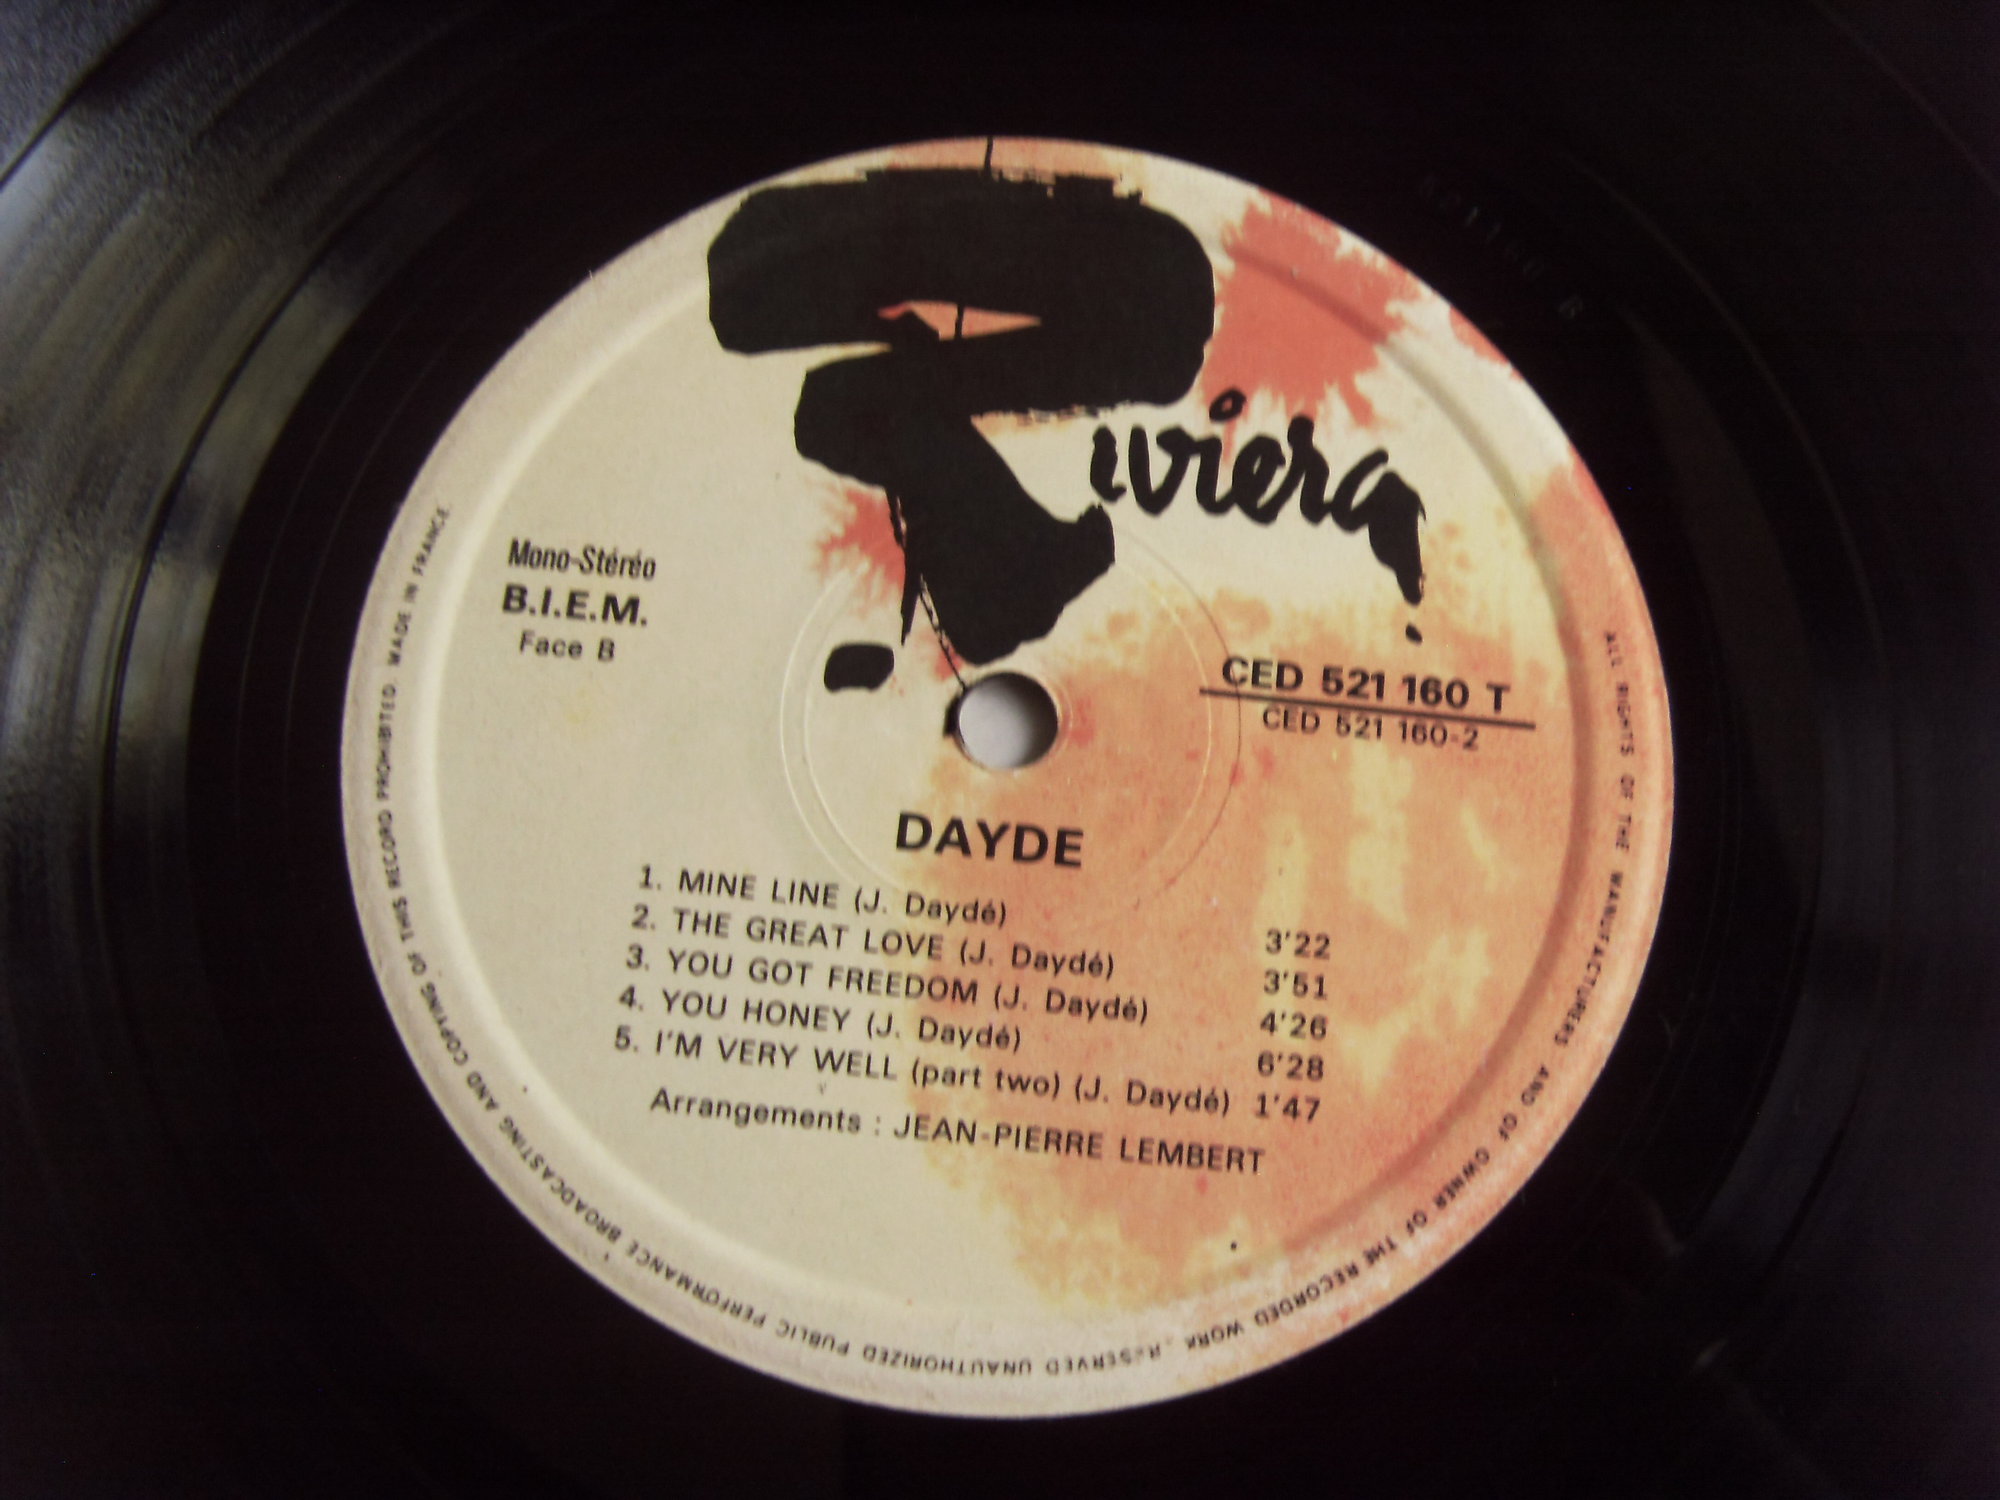 Riviera
Mono-Stéréo
B.I.E.M.
Face B
CED 521 160 T
CED 521 160-2
DAYDE
1. MINE LINE (J. Daydé) 3'22
2. THE GREAT LOVE (J. Daydé) 3'51
3. YOU GOT FREEDOM (J. Daydé) 4'26
4. YOU HONEY (J. Daydé) 6'28
5. I'M VERY WELL (part two) (J. Daydé) 1'47
Arrangements : JEAN-PIERRE LEMBERT
ALL RIGHTS OF THE MANUFACTURERS AND OF OWNER OF THE RECORDED WORK . RESERVED UNAUTHORIZED PUBLIC PERFORMANCE BROADCASTING AND COPYING OF THIS RECORD PROHIBITED. MADE IN FRANCE.